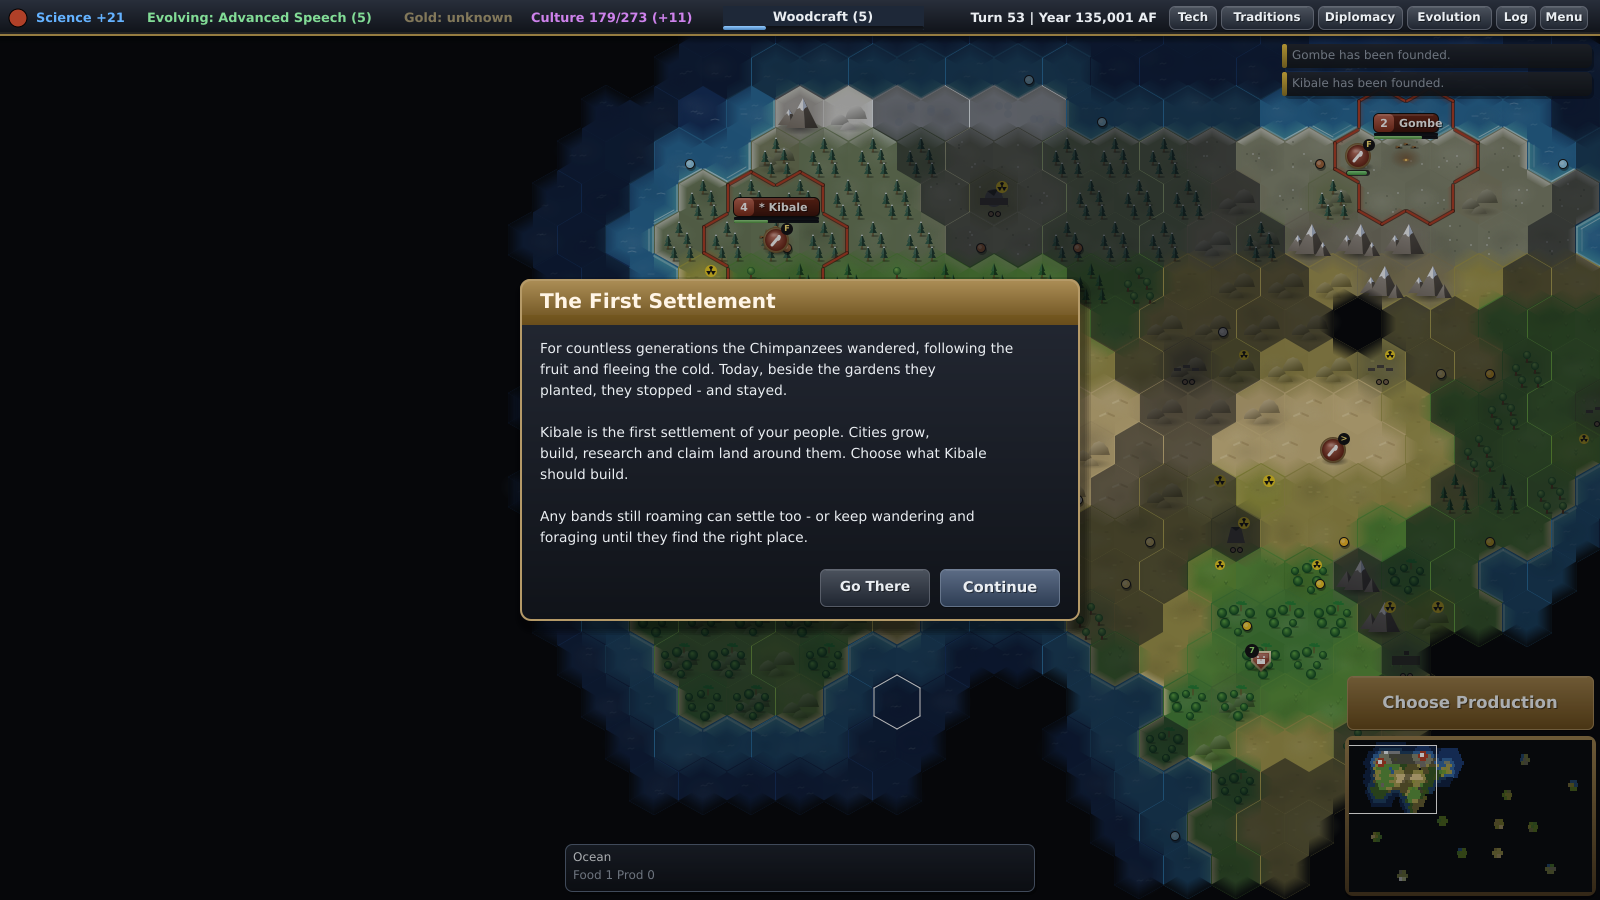 Science +21 Evolving: Advanced Speech (5) Gold: unknown Culture 179/273 (+11) Woodcraft (5) Turn 53 | Year 135,001 AF Tech Traditions Diplomacy Evolution Log Menu
Gombe has been founded.
Kibale has been founded.
2 Gombe
F
4 * Kibale
F
The First Settlement
For countless generations the Chimpanzees wandered, following the
fruit and fleeing the cold. Today, beside the gardens they
planted, they stopped - and stayed.
Kibale is the first settlement of your people. Cities grow,
build, research and claim land around them. Choose what Kibale
should build.
Any bands still roaming can settle too - or keep wandering and
foraging until they find the right place.
Go There Continue
>
7
Choose Production
Ocean
Food 1 Prod 0